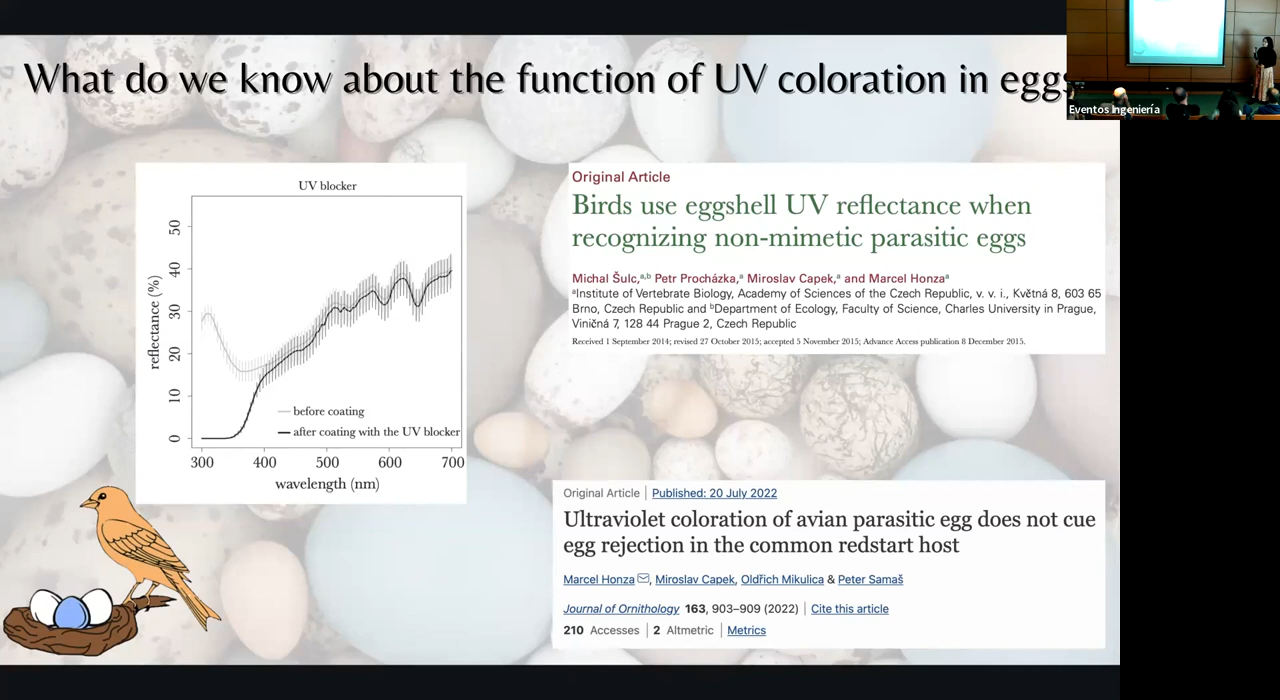 What do we know about the function of UV coloration in eggs
Eventos Ingeniería
UV blocker
50
40
30
20
10
0
reflectance (%)
before coating
after coating with the UV blocker
300 400 500 600 700
wavelength (nm)
Original Article
Birds use eggshell UV reflectance when
recognizing non-mimetic parasitic eggs
Michal Šulc,a,b Petr Procházka,a Miroslav Capek,a and Marcel Honzaa
aInstitute of Vertebrate Biology, Academy of Sciences of the Czech Republic, v. v. i., Květná 8, 603 65
Brno, Czech Republic and bDepartment of Ecology, Faculty of Science, Charles University in Prague,
Viničná 7, 128 44 Prague 2, Czech Republic
Received 1 September 2014; revised 27 October 2015; accepted 5 November 2015; Advance Access publication 8 December 2015.
Original Article | Published: 20 July 2022
Ultraviolet coloration of avian parasitic egg does not cue
egg rejection in the common redstart host
Marcel Honza, Miroslav Capek, Oldřich Mikulica & Peter Samaš
Journal of Ornithology 163, 903–909 (2022) | Cite this article
210 Accesses | 2 Altmetric | Metrics